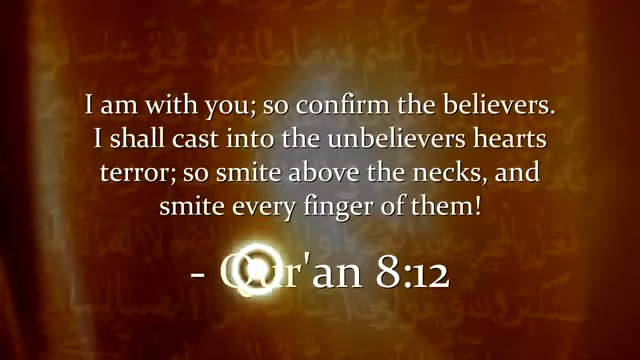 I am with you; so confirm the believers.
I shall cast into the unbelievers hearts
terror; so smite above the necks, and
smite every finger of them!
- Qur'an 8:12